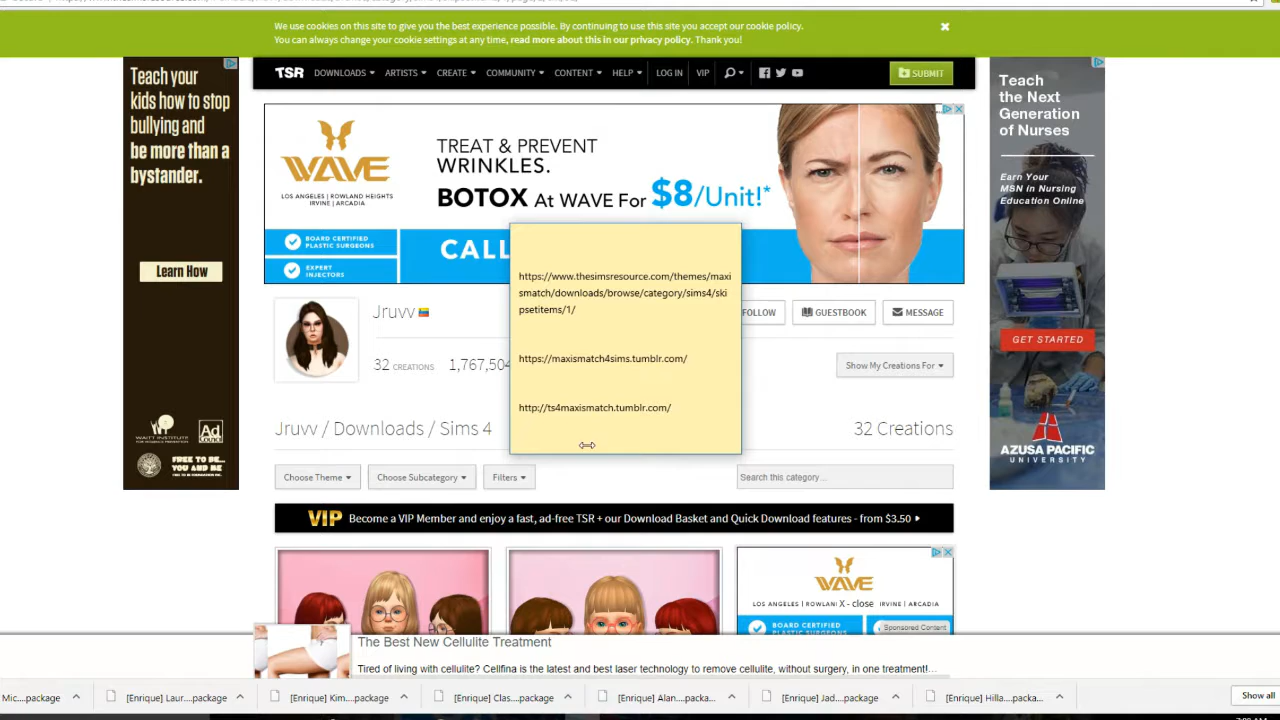 We use cookies on this site to give you the best experience possible. By continuing to use this site you accept our cookie policy.
You can always change your cookie settings at any time, read more about this in our privacy policy. Thank you!
TSR DOWNLOADS ARTISTS CREATE COMMUNITY CONTENT HELP LOG IN VIP SUBMIT
Teach your
kids how to stop
bullying and
be more than a
bystander.
Learn How
WAITT INSTITUTE
Ad
FREE TO BE...
YOU AND ME
WAVE
LOS ANGELES | ROWLAND HEIGHTS
IRVINE | ARCADIA
TREAT & PREVENT
WRINKLES.
BOTOX At WAVE For $8/Unit!*
BOARD CERTIFIED
PLASTIC SURGEONS
EXPERT
INJECTORS
CALL
Teach
the Next
Generation
of Nurses
Earn Your
MSN in Nursing
Education Online
GET STARTED
AZUSA PACIFIC
UNIVERSITY
https://www.thesimsresource.com/themes/maxi
smatch/downloads/browse/category/sims4/ski
psetitems/1/
https://maxismatch4sims.tumblr.com/
http://ts4maxismatch.tumblr.com/
Jruvv
FOLLOW GUESTBOOK MESSAGE
32 CREATIONS 1,767,504
Show My Creations For
Jruvv / Downloads / Sims 4
32 Creations
Choose Theme Choose Subcategory Filters Search this category...
VIP Become a VIP Member and enjoy a fast, ad-free TSR + our Download Basket and Quick Download features - from $3.50
WAVE
LOS ANGELES | ROWLAN X - close IRVINE | ARCADIA
BOARD CERTIFIED
PLASTIC SURGEONS
Sponsored Content
The Best New Cellulite Treatment
Tired of living with cellulite? Cellfina is the latest and best laser technology to remove cellulite, without surgery, in one treatment!...
Mic....package [Enrique] Laur....package [Enrique] Kim....package [Enrique] Clas....package [Enrique] Alan....packa... [Enrique] Jad....package [Enrique] Hilla....packa... Show all